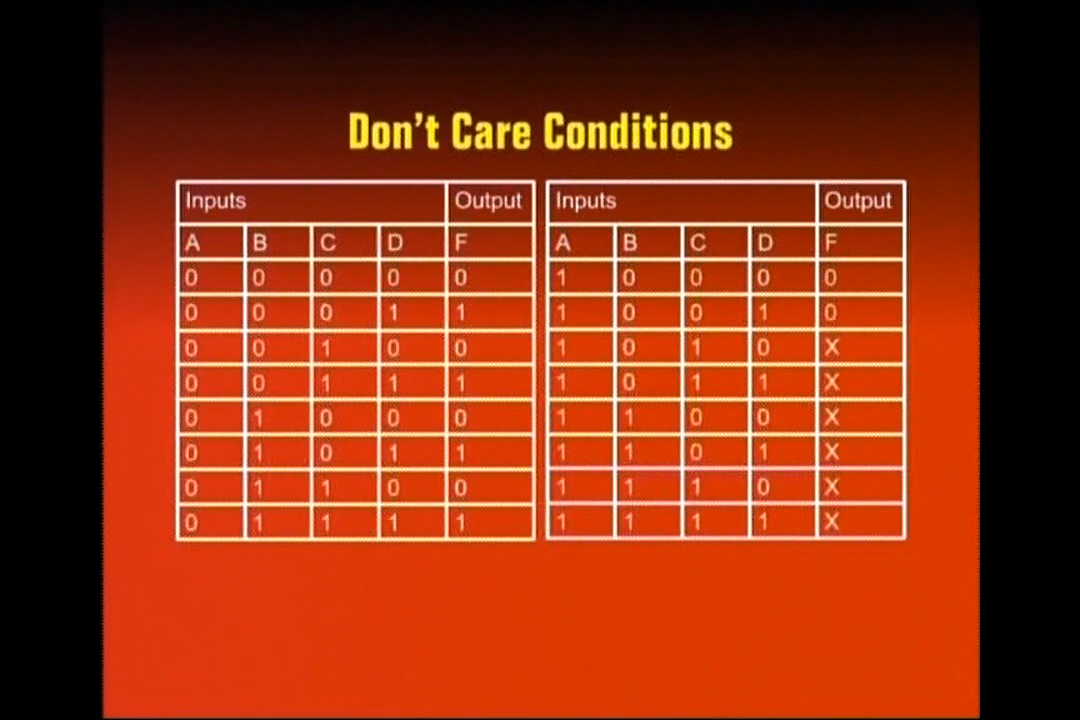 Don't Care Conditions
Inputs Output Inputs Output
A B C D F A B C D F
0 0 0 0 0 1 0 0 0 0
0 0 0 1 1 1 0 0 1 0
0 0 1 0 0 1 0 1 0 X
0 0 1 1 1 1 0 1 1 X
0 1 0 0 0 1 1 0 0 X
0 1 0 1 1 1 1 0 1 X
0 1 1 0 0 1 1 1 0 X
0 1 1 1 1 1 1 1 1 X